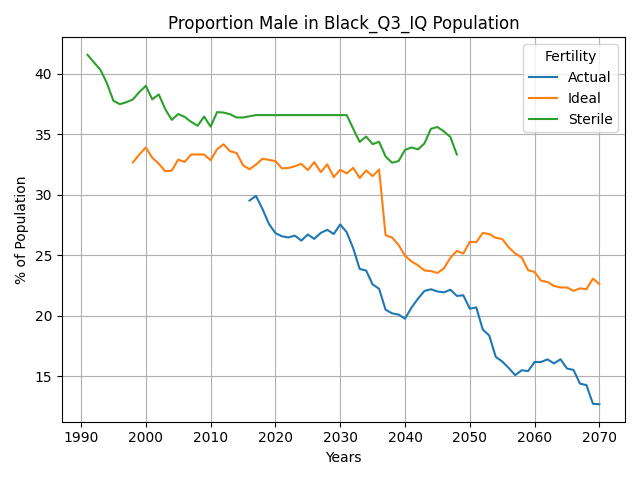 Proportion Male in Black_Q3_IQ Population
Fertility
Actual
Ideal
Sterile
% of Population
40
35
30
25
20
15
1990
2000
2010
2020
2030
2040
2050
2060
2070
Years